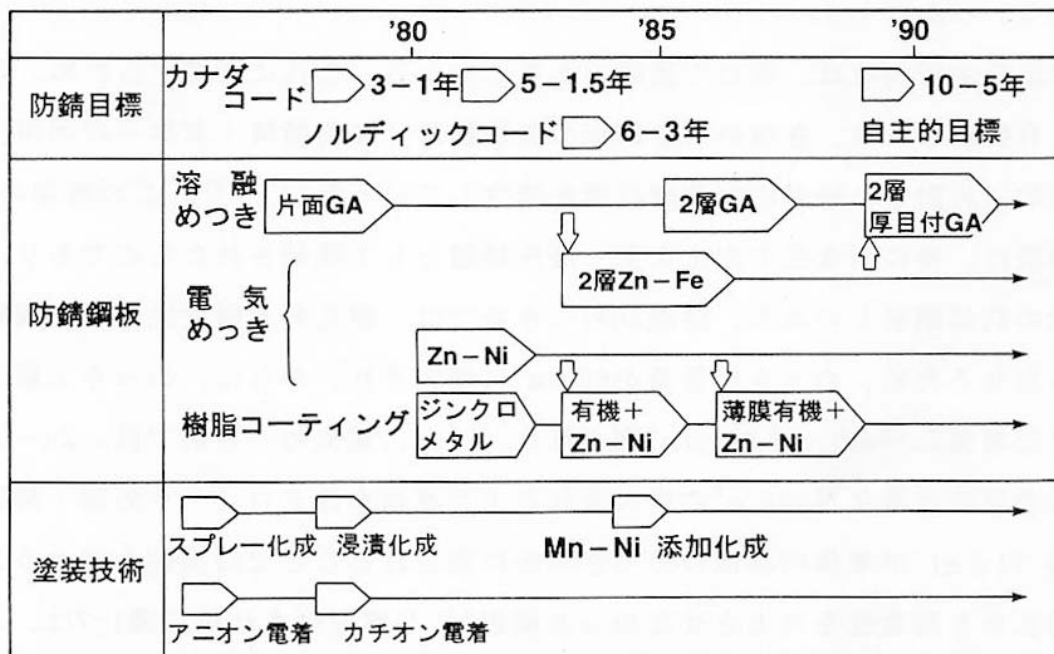 '80 '85 '90
防錆目標
カナダ
コード
3−1年
5−1.5年
10−5年
ノルディックコード
6−3年
自主的目標
防錆鋼板
溶融
めっき
片面GA
2層GA
2層
厚目付GA
電気
めっき
2層Zn−Fe
Zn−Ni
樹脂コーティング
ジンクロ
メタル
有機＋
Zn−Ni
薄膜有機＋
Zn−Ni
塗装技術
スプレー化成 浸漬化成 Mn−Ni 添加化成
アニオン電着 カチオン電着